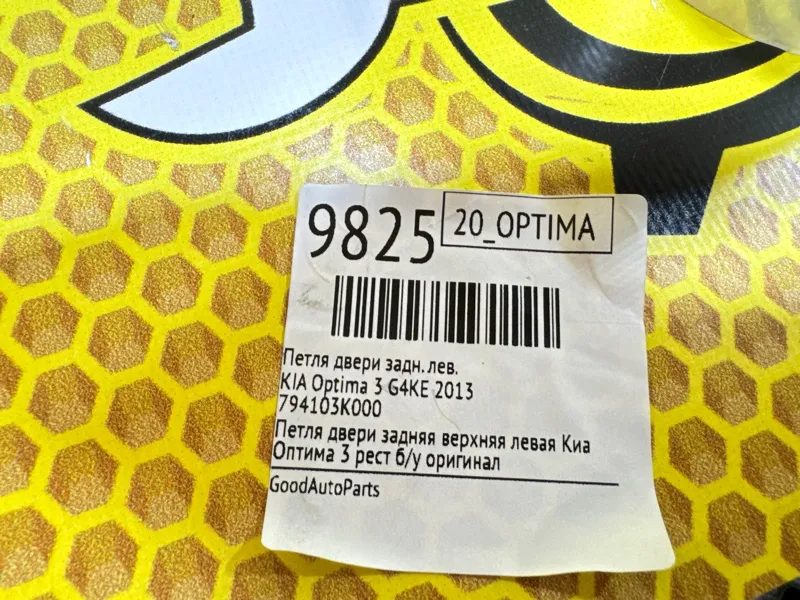 9825
20_OPTIMA
Петля двери задн. лев.
KIA Optima 3 G4KE 2013
794103K000
Петля двери задняя верхняя левая Киа
Оптима 3 рест б/у оригинал
GoodAutoParts